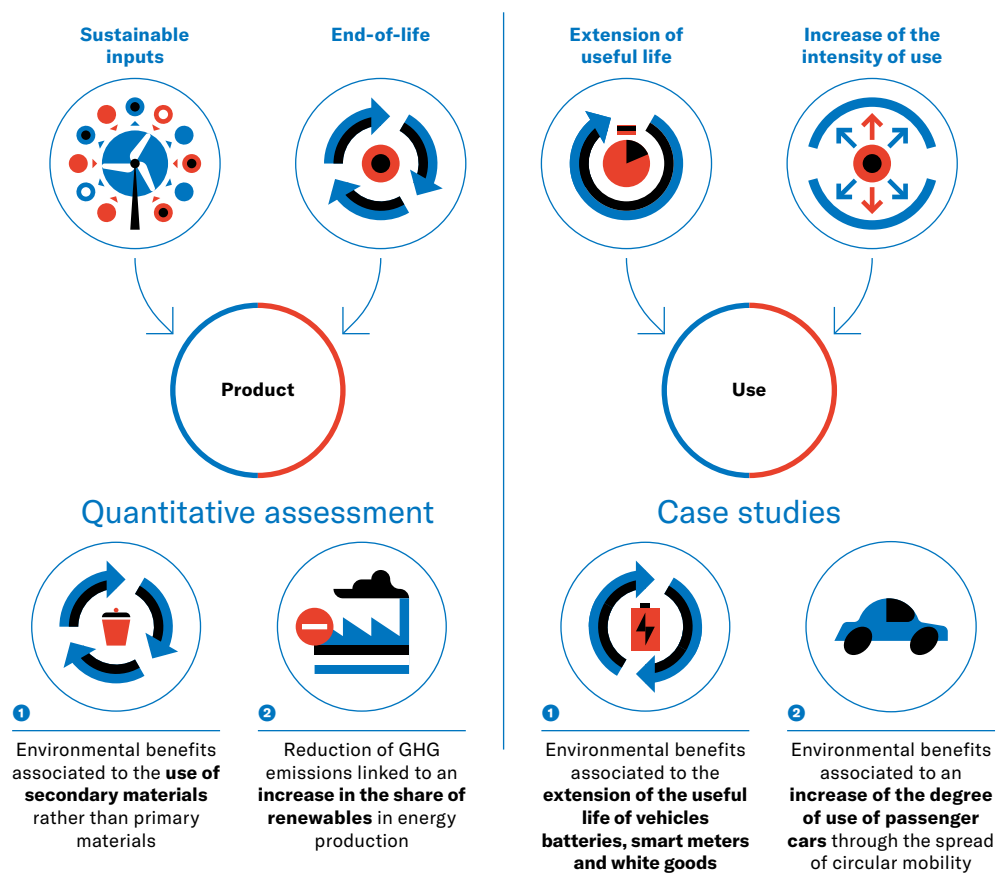 Sustainable
inputs
End-of-life
Extension of
useful life
Increase of the
intensity of use
Product
Use
Quantitative assessment
Case studies
1
Environmental benefits
associated to the use of
secondary materials
rather than primary
materials
2
Reduction of GHG
emissions linked to an
increase in the share of
renewables in energy
production
1
Environmental benefits
associated to the
extension of the useful
life of vehicles
batteries, smart meters
and white goods
2
Environmental benefits
associated to an
increase of the degree
of use of passenger
cars through the spread
of circular mobility